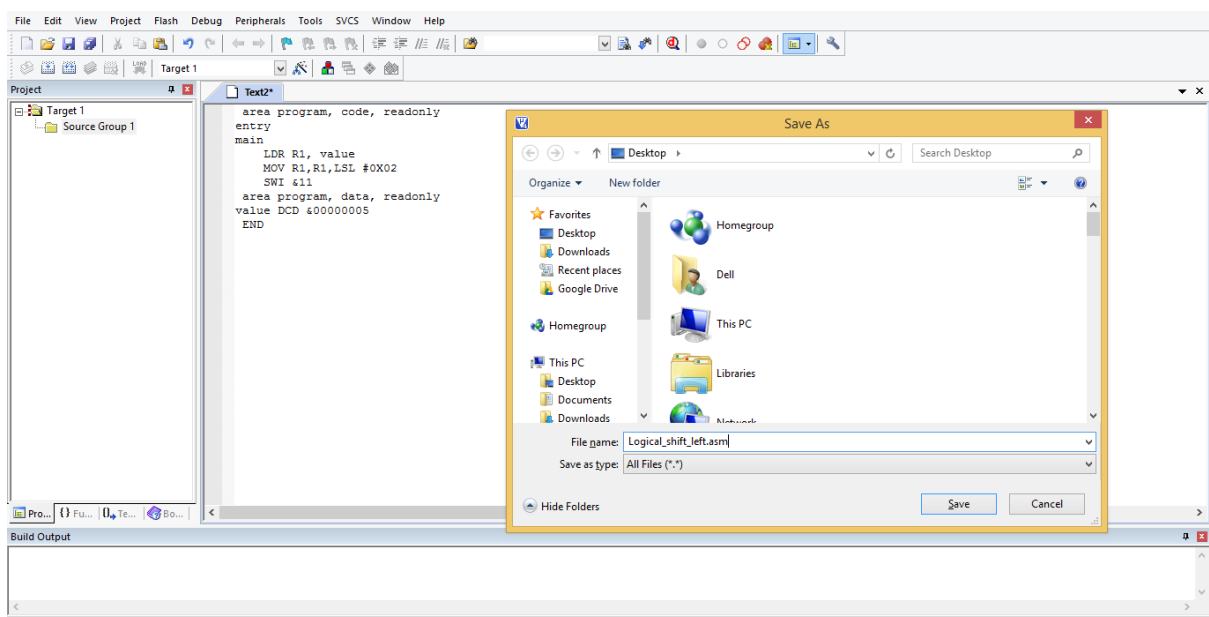 File Edit View Project Flash Debug Peripherals Tools SVCS Window Help
LOAD Target 1
Project
Text2*
Target 1
Source Group 1
area program, code, readonly
entry
main
LDR R1, value
MOV R1,R1,LSL #0X02
SWI &11
area program, data, readonly
value DCD &00000005
END
Save As
Desktop
Search Desktop
Organize New folder
Favorites
Desktop
Downloads
Recent places
Google Drive
Homegroup
This PC
Desktop
Documents
Downloads
Homegroup
Dell
This PC
Libraries
Network
File name: Logical_shift_left.asm
Save as type: All Files (*.*)
Hide Folders
Save Cancel
Pro... {} Fu... 0 Te... Bo...
Build Output